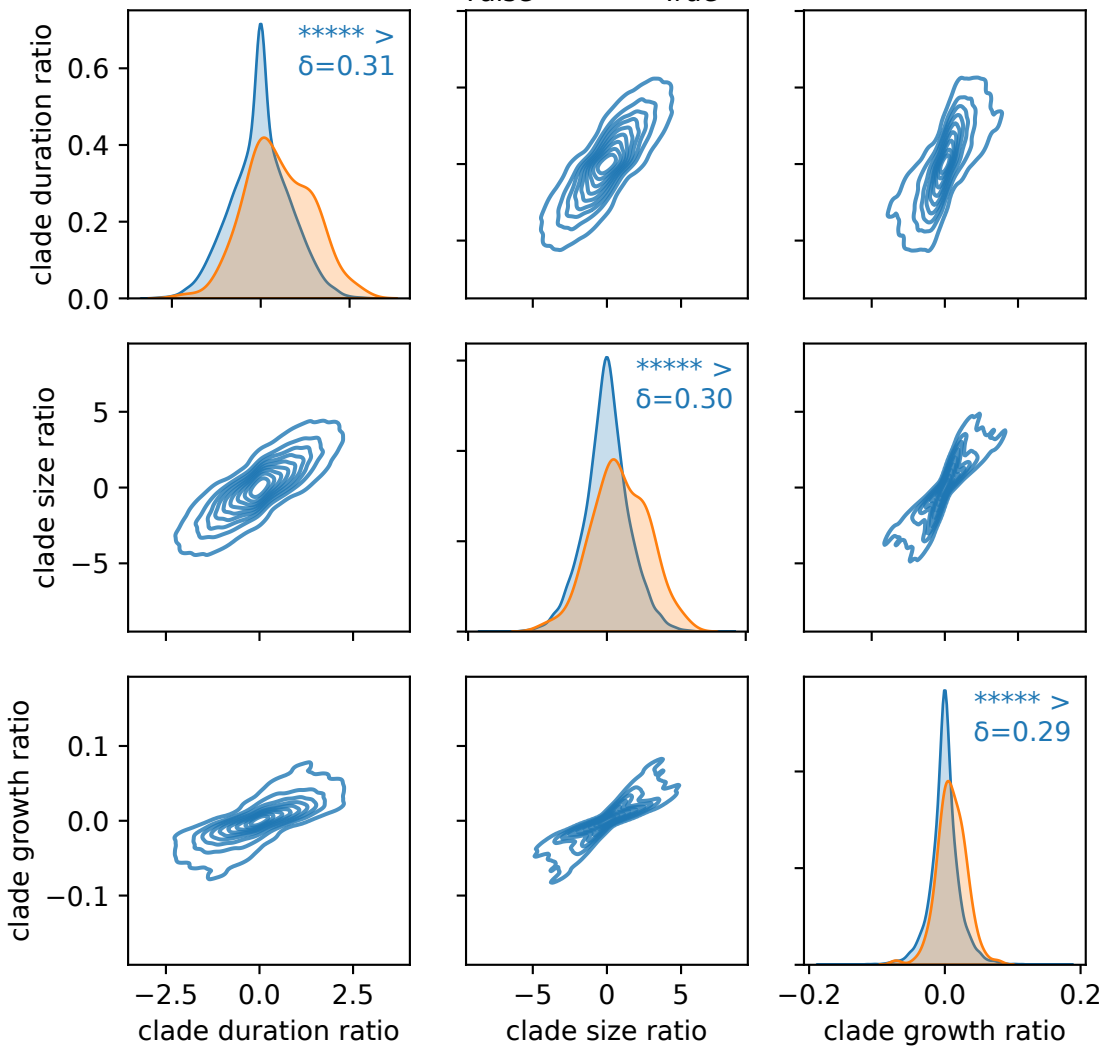 clade duration ratio
0.6
0.4
0.2
0.0
***** >
δ=0.31
clade size ratio
5
0
−5
***** >
δ=0.30
clade growth ratio
0.1
0.0
−0.1
***** >
δ=0.29
−2.5 0.0 2.5
−5 0 5
−0.2 0.0 0.2
clade duration ratio
clade size ratio
clade growth ratio